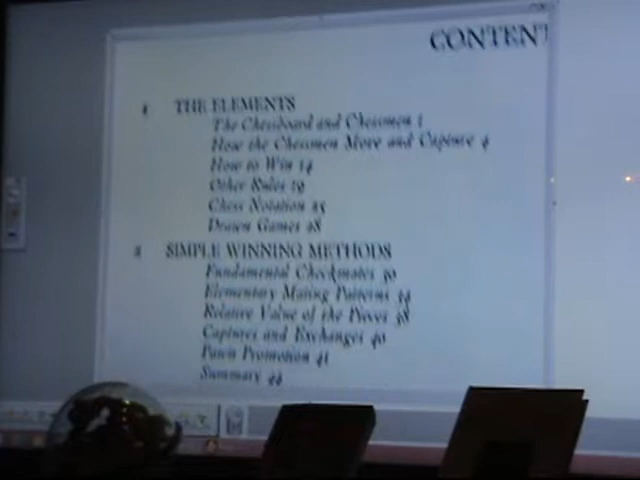 CONTENT
1 THE ELEMENTS
The Chessboard and Chessmen 1
How the Chessmen Move and Capture 4
How to Win 14
Other Rules 19
Chess Notation 25
Drawn Games 28
2 SIMPLE WINNING METHODS
Fundamental Checkmates 30
Elementary Mating Patterns 34
Relative Value of the Pieces 38
Captures and Exchanges 40
Pawn Promotion 41
Summary 44